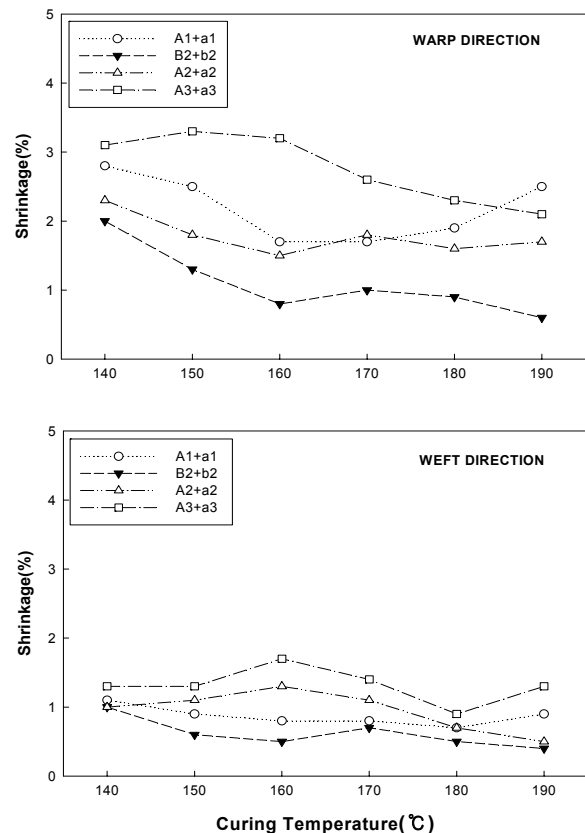 5
A1+a1
WARP DIRECTION
B2+b2
A2+a2
4
A3+a3
3
Shrinkage(%)
2
1
0
140 150 160 170 180 190
5
A1+a1
WEFT DIRECTION
B2+b2
A2+a2
4
A3+a3
3
Shrinkage(%)
2
1
0
140 150 160 170 180 190
Curing Temperature(℃)